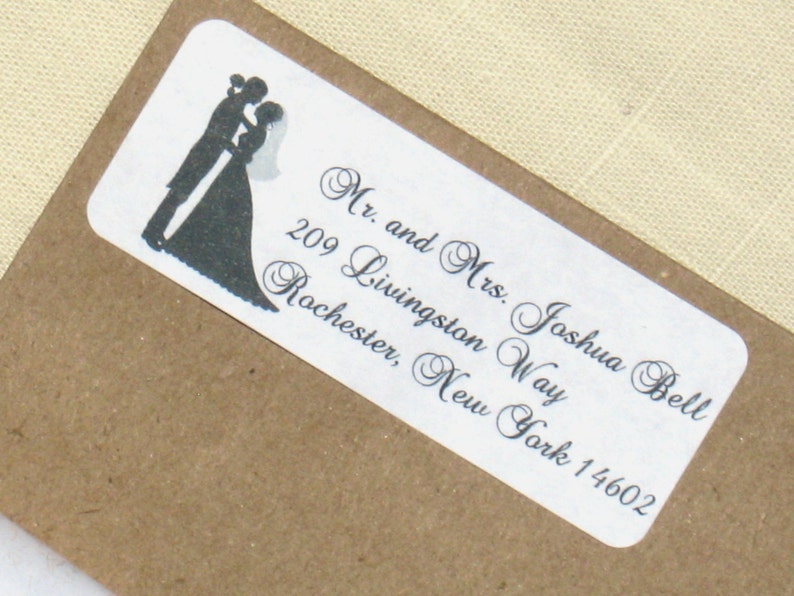 Mr. and Mrs. Joshua Bell
209 Livingston Way
Rochester, New York 14602